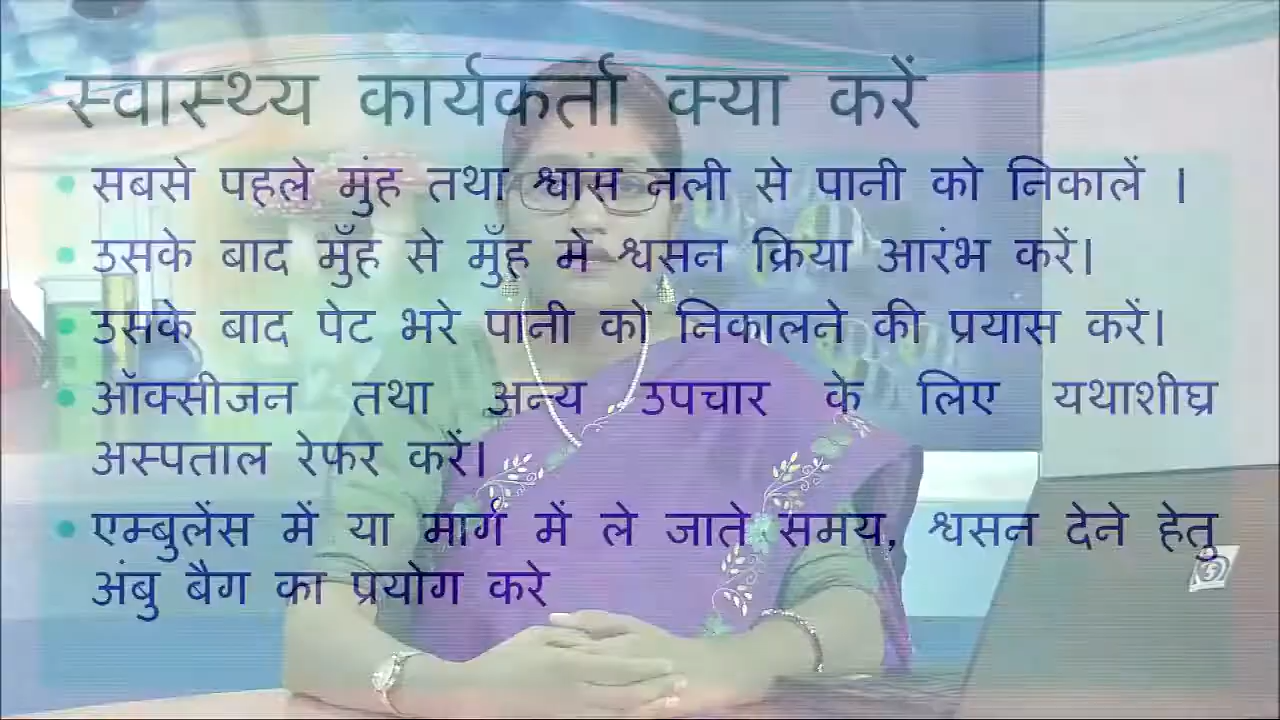 स्वास्थ्य कार्यकर्ता क्या करें
सबसे पहले मुंह तथा श्वास नली से पानी को निकालें ।
उसके बाद मुँह से मुँह मे श्वसन क्रिया आरंभ करें।
उसके बाद पेट भरे पानी को निकालने की प्रयास करें।
ऑक्सीजन तथा अन्य उपचार के लिए यथाशीघ्र
अस्पताल रेफर करें।
एम्बुलेंस में या मार्ग में ले जाते समय, श्वसन देने हेतु
अंबु बैग का प्रयोग करे